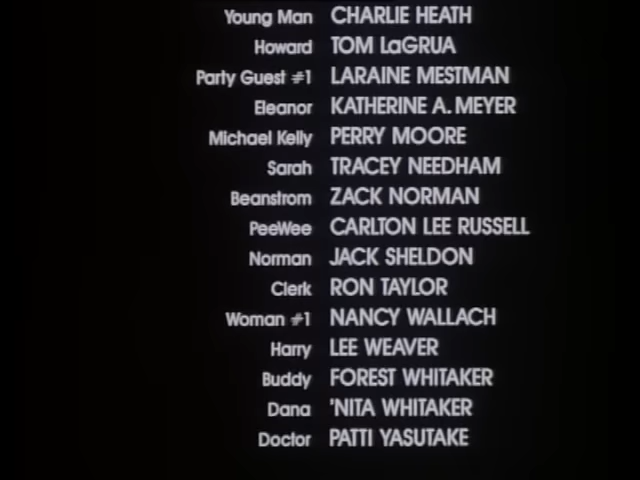 Young Man CHARLIE HEATH
Howard TOM LaGRUA
Party Guest #1 LARAINE MESTMAN
Eleanor KATHERINE A. MEYER
Michael Kelly PERRY MOORE
Sarah TRACEY NEEDHAM
Beanstrom ZACK NORMAN
PeeWee CARLTON LEE RUSSELL
Norman JACK SHELDON
Clerk RON TAYLOR
Woman #1 NANCY WALLACH
Harry LEE WEAVER
Buddy FOREST WHITAKER
Dana 'NITA WHITAKER
Doctor PATTI YASUTAKE